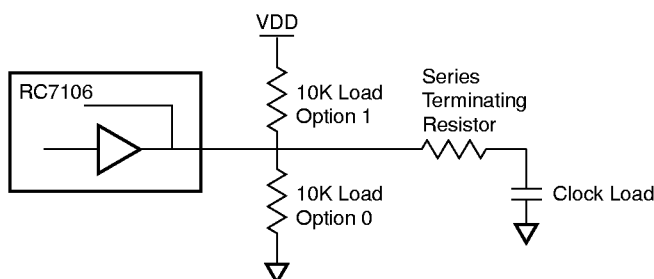 VDD
RC7106
10K Load
Option 1
Series
Terminating
Resistor
10K Load
Option 0
Clock Load